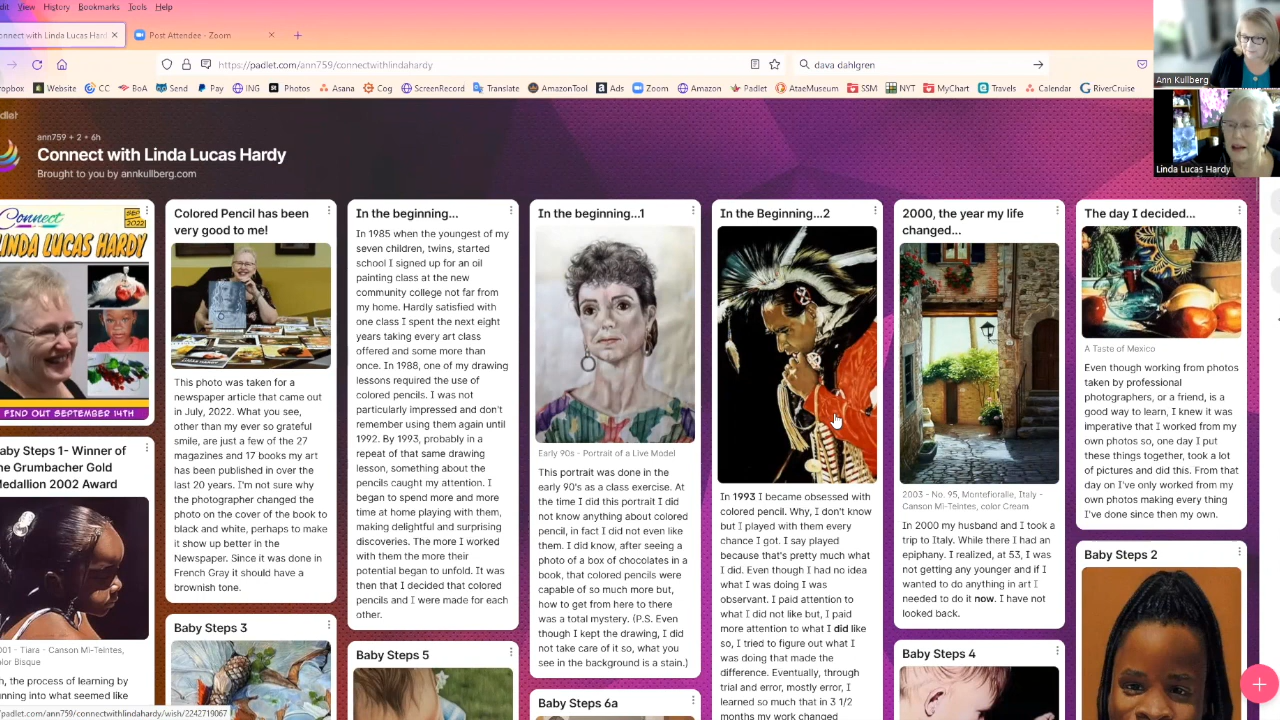 dit View History Bookmarks Tools Help
onnect with Linda Lucas Hard
Post Attendee - Zoom
https://padlet.com/ann759/connectwithlindahardy
dava dahlgren
ropbox Website CC BoA Send Pay ING Photos Asana Cog ScreenRecord Translate AmazonTool Ads Zoom Amazon Padlet AtaeMuseum SSM NYT MyChart Travels Calendar RiverCruise
Ann Kullberg
Linda Lucas Hardy
dlet
ann759 + 2 • 6h
Connect with Linda Lucas Hardy
Brought to you by annkullberg.com
Connect
SEP
2022
LINDA LUCAS HARDY
FIND OUT SEPTEMBER 14TH
aby Steps 1- Winner of
he Grumbacher Gold
Medallion 2002 Award
001 - Tiara - Canson Mi-Teintes,
olor Bisque
h, the process of learning by
unning into what seemed like
padlet.com/ann759/connectwithlindahardy/wish/2242719067
Colored Pencil has been
very good to me!
This photo was taken for a
newspaper article that came out
in July, 2022. What you see,
other than my ever so grateful
smile, are just a few of the 27
magazines and 17 books my art
has been published in over the
last 20 years. I'm not sure why
the photographer changed the
photo on the cover of the book to
black and white, perhaps to make
it show up better in the
Newspaper. Since it was done in
French Gray it should have a
brownish tone.
Baby Steps 3
In the beginning...
In 1985 when the youngest of my
seven children, twins, started
school I signed up for an oil
painting class at the new
community college not far from
my home. Hardly satisfied with
one class I spent the next eight
years taking every art class
offered and some more than
once. In 1988, one of my drawing
lessons required the use of
colored pencils. I was not
particularly impressed and don't
remember using them again until
1992. By 1993, probably in a
repeat of that same drawing
lesson, something about the
pencils caught my attention. I
began to spend more and more
time at home playing with them,
making delightful and surprising
discoveries. The more I worked
with them the more their
potential began to unfold. It was
then that I decided that colored
pencils and I were made for each
other.
Baby Steps 5
In the beginning...1
Early 90s - Portrait of a Live Model
This portrait was done in the
early 90's as a class exercise. At
the time I did this portrait I did
not know anything about colored
pencil, in fact I did not even like
them. I did know, after seeing a
photo of a box of chocolates in a
book, that colored pencils were
capable of so much more but,
how to get from here to there
was a total mystery. (P.S. Even
though I kept the drawing, I did
not take care of it so, what you
see in the background is a stain.)
Baby Steps 6a
In the Beginning...2
In 1993 I became obsessed with
colored pencil. Why, I don't know
but I played with them every
chance I got. I say played
because that's pretty much what
I did. Even though I had no idea
what I was doing I was
observant. I paid attention to
what I did not like but, I paid
more attention to what I did like
so, I tried to figure out what I
was doing that made the
difference. Eventually, through
trial and error, mostly error, I
learned so much that in 3 1/2
months my work changed
2000, the year my life
changed...
2003 - No. 95, Montefioralle, Italy -
Canson Mi-Teintes, color Cream
In 2000 my husband and I took a
trip to Italy. While there I had an
epiphany. I realized, at 53, I was
not getting any younger and if I
wanted to do anything in art I
needed to do it now. I have not
looked back.
Baby Steps 4
The day I decided...
A Taste of Mexico
Even though working from photos
taken by professional
photographers, or a friend, is a
good way to learn, I knew it was
imperative that I worked from my
own photos so, one day I put
these things together, took a lot
of pictures and did this. From that
day on I've only worked from my
own photos making every thing
I've done since then my own.
Baby Steps 2